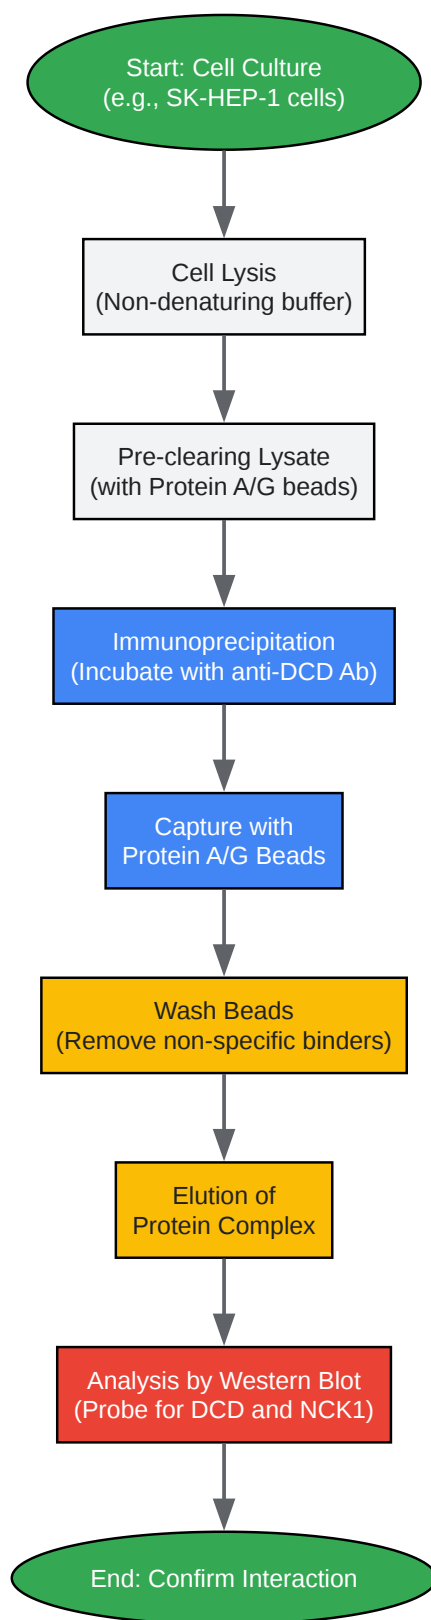 Start: Cell Culture
(e.g., SK-HEP-1 cells)
Cell Lysis
(Non-denaturing buffer)
Pre-clearing Lysate
(with Protein A/G beads)
Immunoprecipitation
(Incubate with anti-DCD Ab)
Capture with
Protein A/G Beads
Wash Beads
(Remove non-specific binders)
Elution of
Protein Complex
Analysis by Western Blot
(Probe for DCD and NCK1)
End: Confirm Interaction